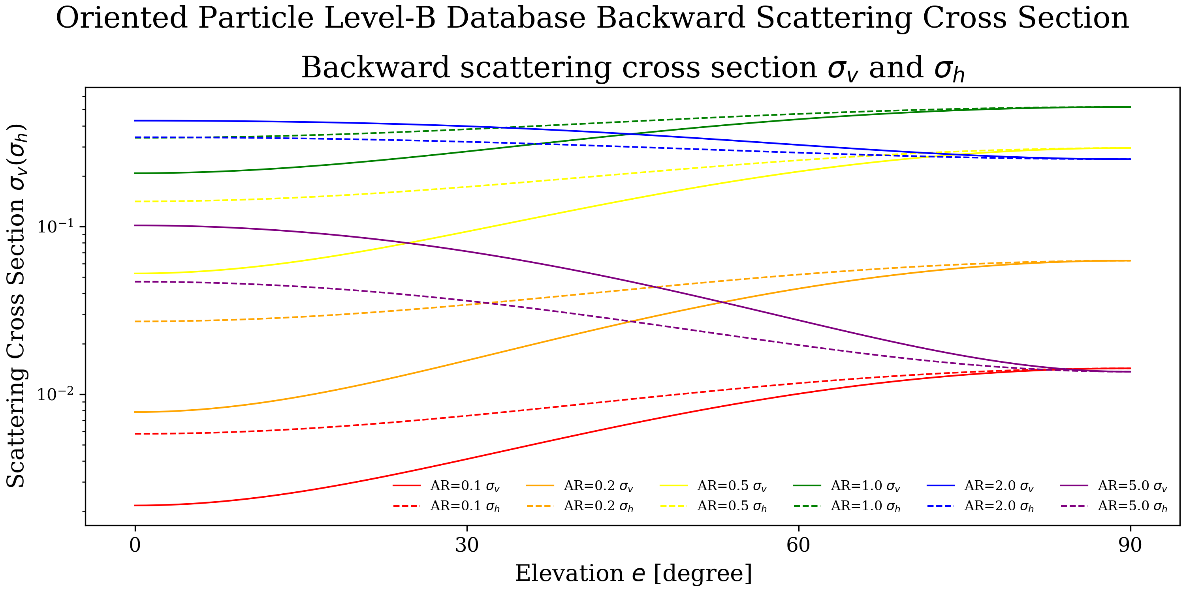 Oriented Particle Level-B Database Backward Scattering Cross Section
Backward scattering cross section σᵥ and σₕ
Scattering Cross Section σᵥ(σₕ)
10⁻¹
10⁻²
AR=0.1 σᵥ AR=0.2 σᵥ AR=0.5 σᵥ AR=1.0 σᵥ AR=2.0 σᵥ AR=5.0 σᵥ
AR=0.1 σₕ AR=0.2 σₕ AR=0.5 σₕ AR=1.0 σₕ AR=2.0 σₕ AR=5.0 σₕ
0 30 60 90
Elevation e [degree]